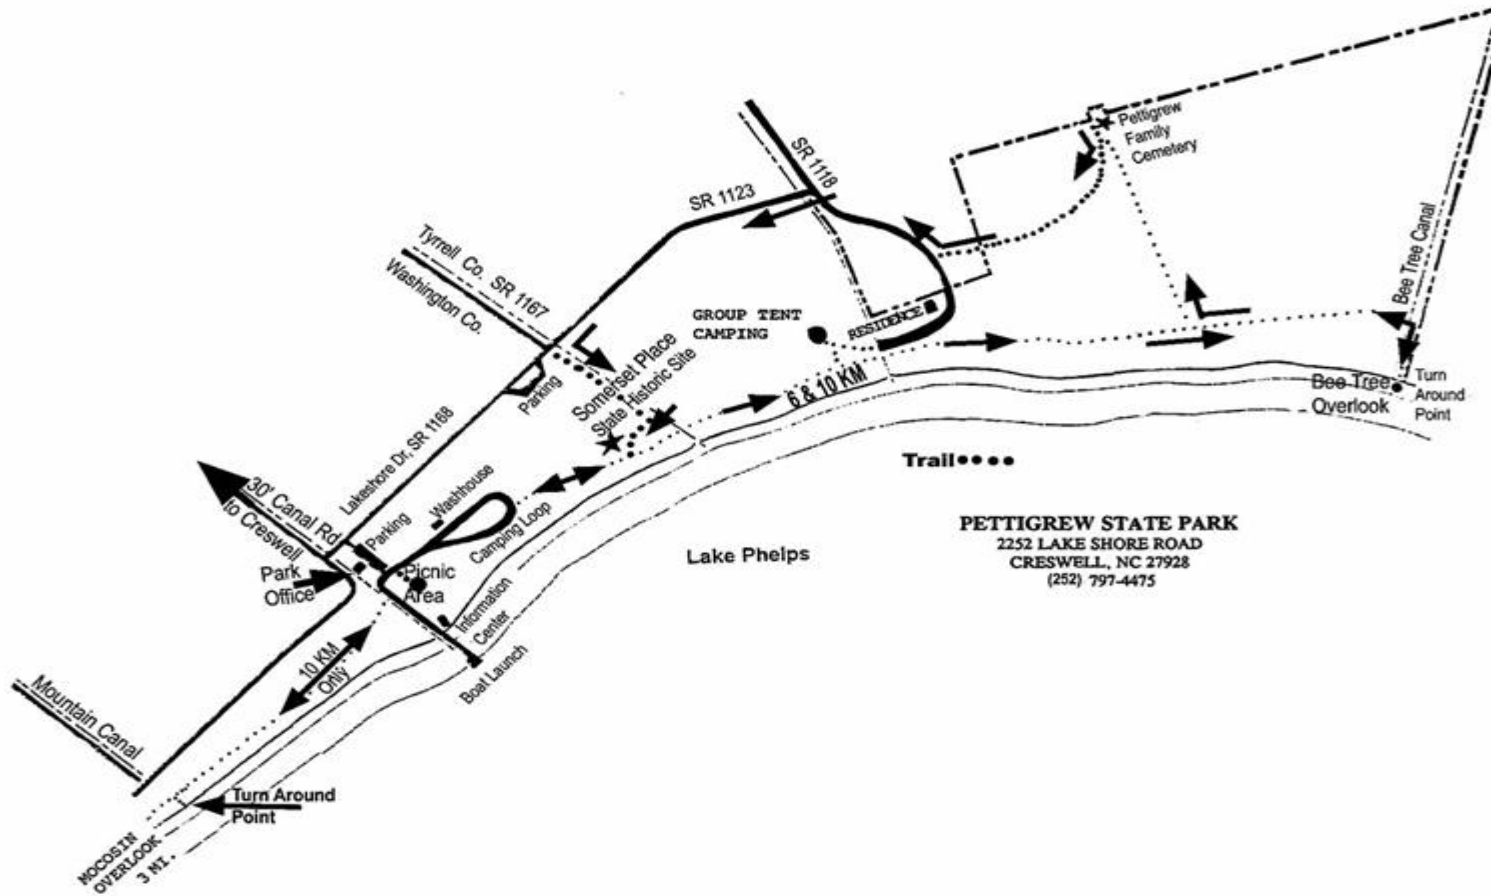 Pettigrew
Family
Cemetery
SR 1118
SR 1123
Tyrrell Co. SR 1167
Washington Co.
Bee Tree Canal
GROUP TENT
CAMPING
RESIDENCE
Somerset Place
State Historic Site
Parking
6 & 10 KM
Bee Tree
Overlook
Turn
Around
Point
Lakeshore Dr, SR 1168
Trail
30' Canal Rd
to Creswell
Parking
Washhouse
Camping Loop
PETTIGREW STATE PARK
2252 LAKE SHORE ROAD
CRESWELL, NC 27928
(252) 797-4475
Lake Phelps
Park
Office
Picnic
Area
Information
Center
Boat Launch
10 KM
Only
Mountain Canal
Turn Around
Point
MOCOSIN
OVERLOOK
3 MI.